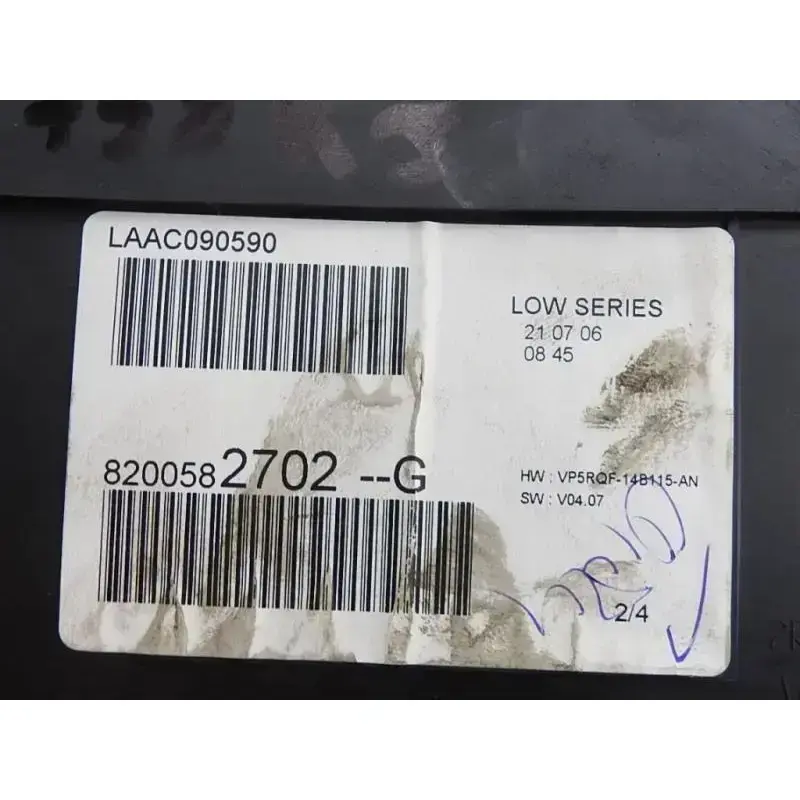 LAAC090590
LOW SERIES
21 07 06
08 45
8200582702 --G
HW : VP5RQF-14B115-AN
SW : V04.07
2/4